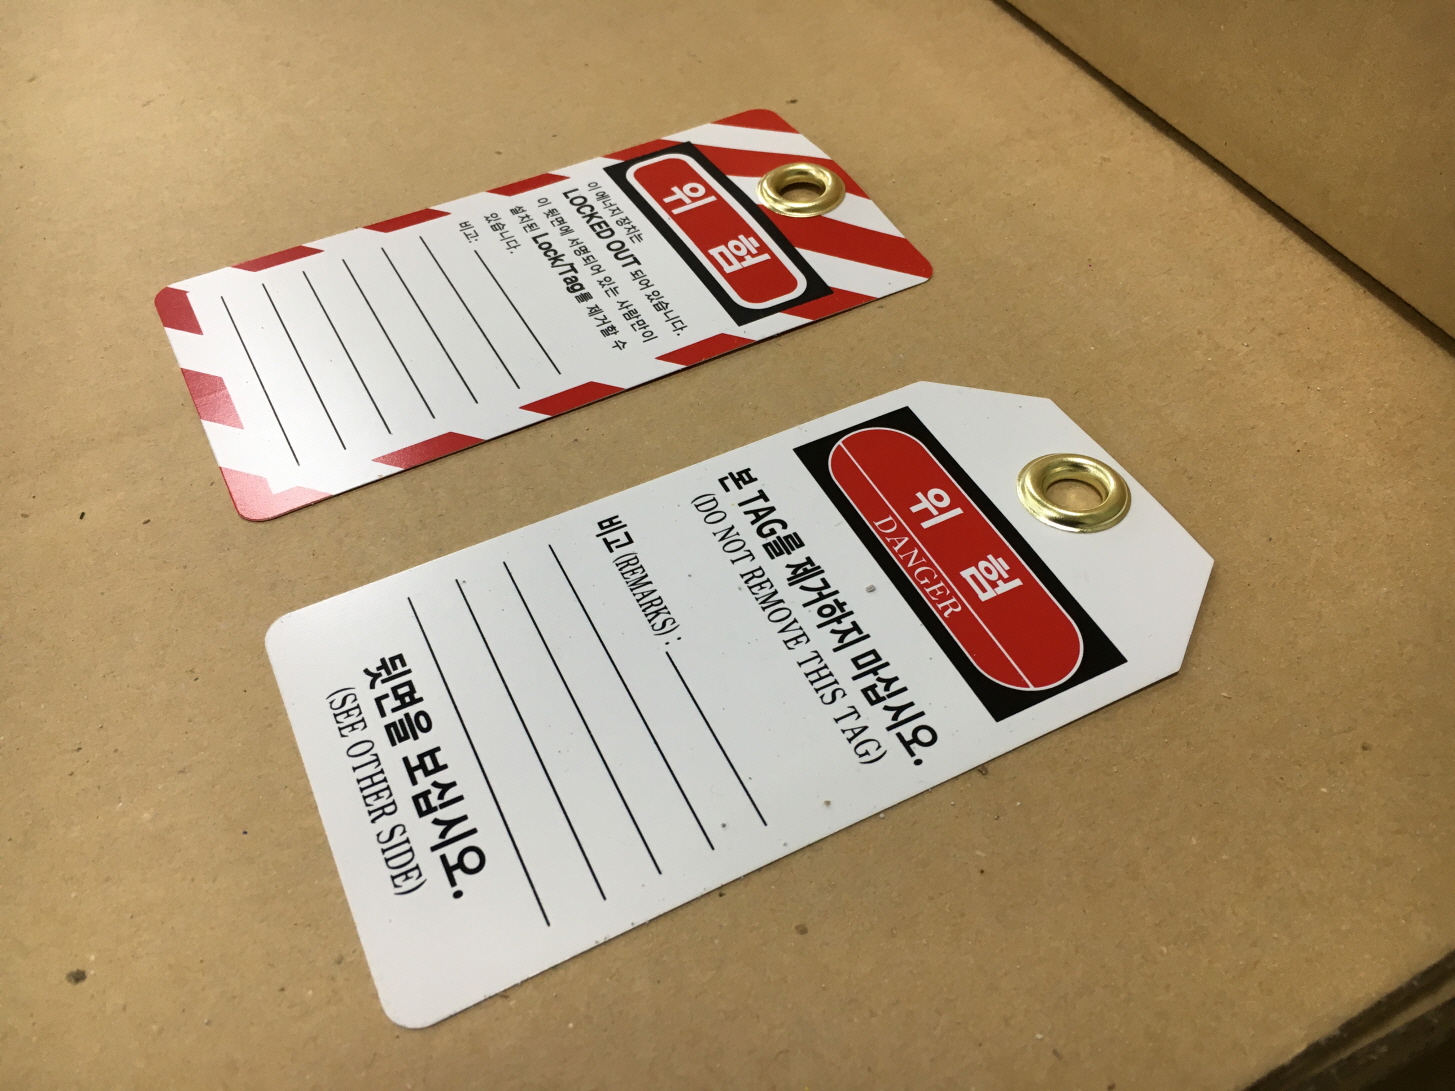 위 험
이 에너지 장치는
LOCKED OUT 되어 있습니다.
이 뒷면에 서명되어 있는 사람만이
설치된 Lock/Tag를 제거할 수
있습니다.
비고:
위 험
DANGER
본 TAG를 제거하지 마십시오.
(DO NOT REMOVE THIS TAG)
비고 (REMARKS) :
뒷면을 보십시오.
(SEE OTHER SIDE)